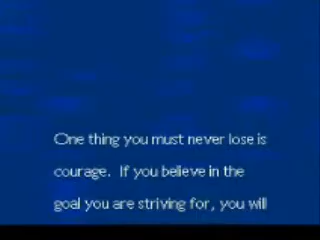 One thing you must never lose is
courage. If you believe in the
goal you are striving for, you will